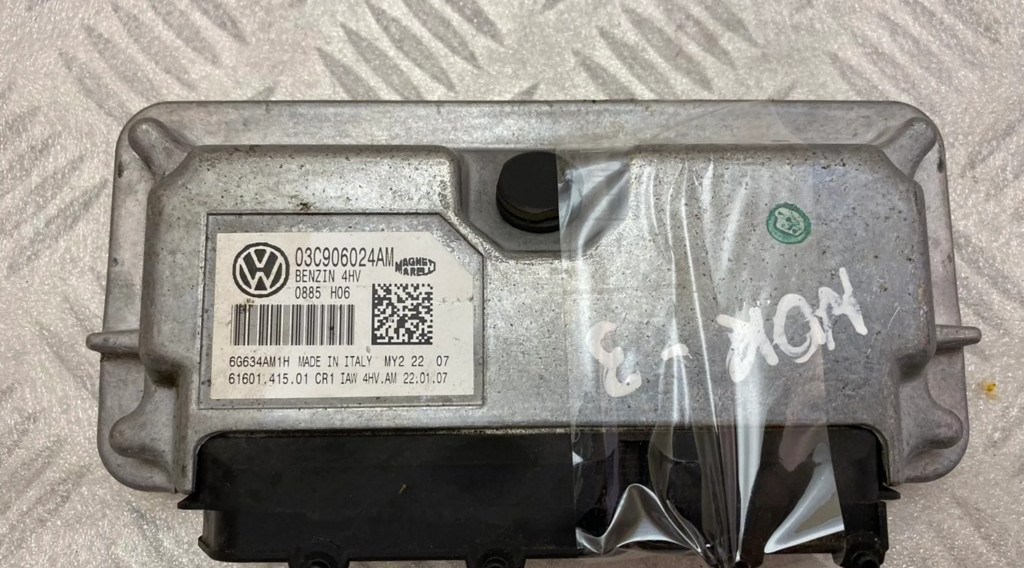 03C906024AM
MAGNETI
MARELLI
BENZIN 4HV
0885 H06
6G634AM1H MADE IN ITALY MY2 22 07
61601.415.01 CR1 IAW 4HV.AM 22.01.07